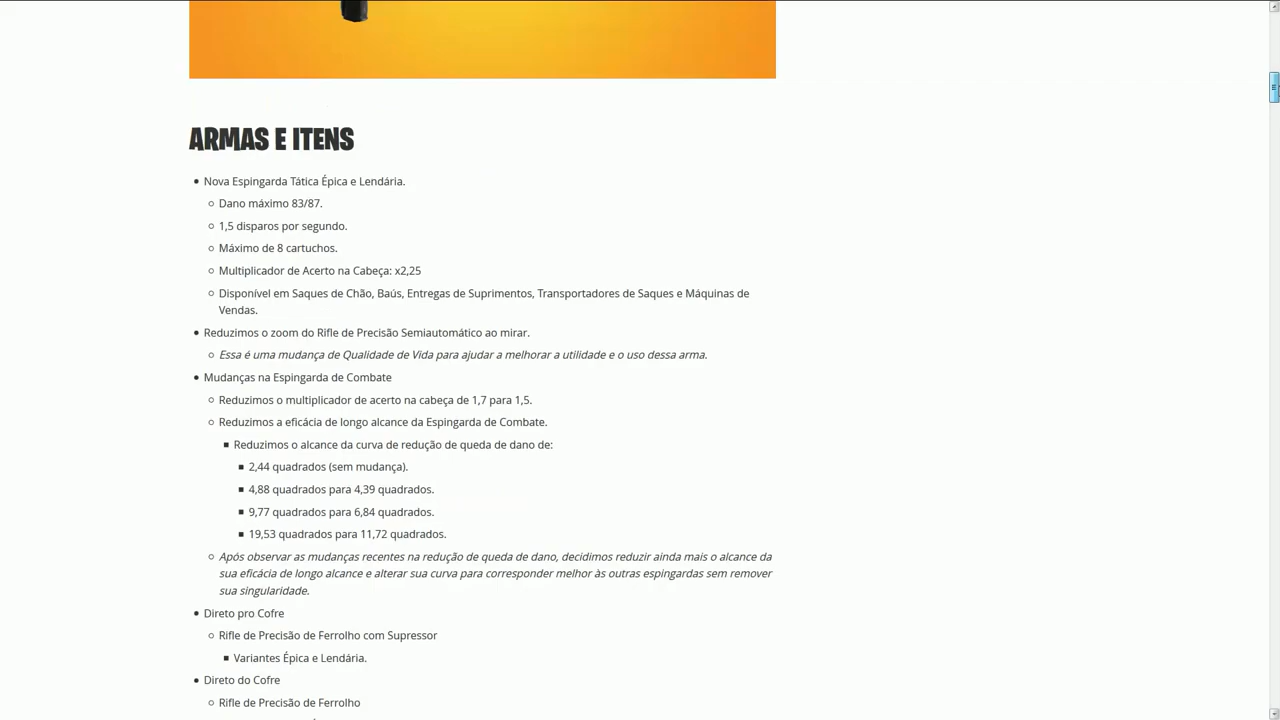 ARMAS E ITENS
Nova Espingarda Tática Épica e Lendária.
Dano máximo 83/87.
1,5 disparos por segundo.
Máximo de 8 cartuchos.
Multiplicador de Acerto na Cabeça: x2,25
Disponível em Saques de Chão, Baús, Entregas de Suprimentos, Transportadores de Saques e Máquinas de
Vendas.
Reduzimos o zoom do Rifle de Precisão Semiautomático ao mirar.
Essa é uma mudança de Qualidade de Vida para ajudar a melhorar a utilidade e o uso dessa arma.
Mudanças na Espingarda de Combate
Reduzimos o multiplicador de acerto na cabeça de 1,7 para 1,5.
Reduzimos a eficácia de longo alcance da Espingarda de Combate.
Reduzimos o alcance da curva de redução de queda de dano de:
2,44 quadrados (sem mudança).
4,88 quadrados para 4,39 quadrados.
9,77 quadrados para 6,84 quadrados.
19,53 quadrados para 11,72 quadrados.
Após observar as mudanças recentes na redução de queda de dano, decidimos reduzir ainda mais o alcance da
sua eficácia de longo alcance e alterar sua curva para corresponder melhor às outras espingardas sem remover
sua singularidade.
Direto pro Cofre
Rifle de Precisão de Ferrolho com Supressor
Variantes Épica e Lendária.
Direto do Cofre
Rifle de Precisão de Ferrolho